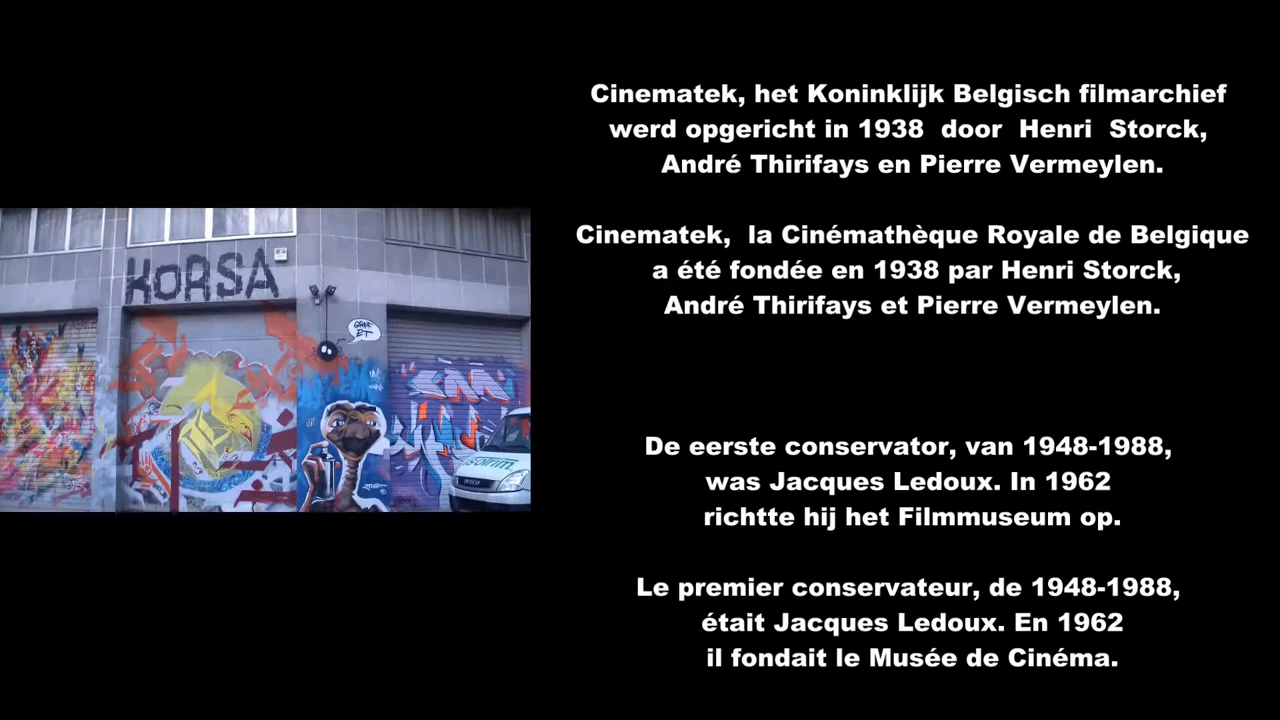 Cinematek, het Koninklijk Belgisch filmarchief
werd opgericht in 1938 door Henri Storck,
André Thirifays en Pierre Vermeylen.
Cinematek, la Cinémathèque Royale de Belgique
a été fondée en 1938 par Henri Storck,
André Thirifays et Pierre Vermeylen.
De eerste conservator, van 1948-1988,
was Jacques Ledoux. In 1962
richtte hij het Filmmuseum op.
Le premier conservateur, de 1948-1988,
était Jacques Ledoux. En 1962
il fondait le Musée de Cinéma.
KORSA
ET
IVECO